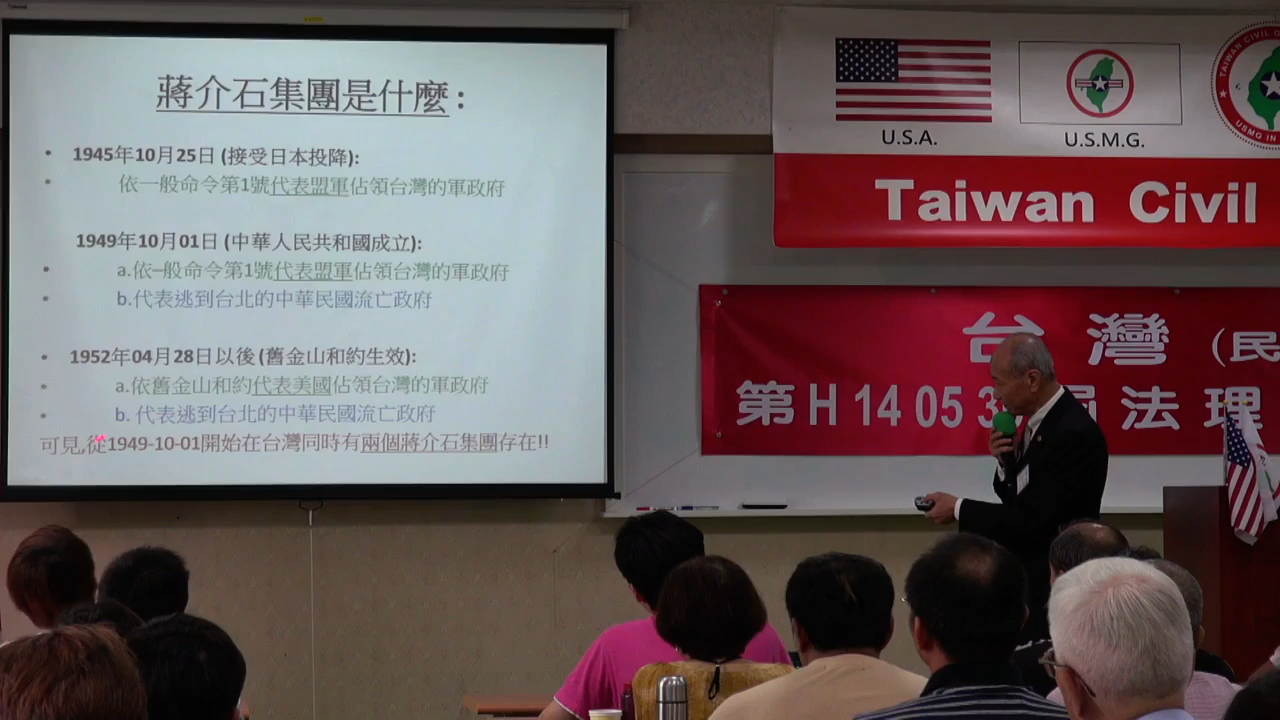 蔣介石集團是什麼：
• 1945年10月25日 (接受日本投降):
• 依一般命令第1號代表盟軍佔領台灣的軍政府
1949年10月01日 (中華人民共和國成立):
• a.依一般命令第1號代表盟軍佔領台灣的軍政府
• b.代表逃到台北的中華民國流亡政府
• 1952年04月28日以後 (舊金山和約生效):
• a.依舊金山和約代表美國佔領台灣的軍政府
• b. 代表逃到台北的中華民國流亡政府
可見,從1949-10-01開始在台灣同時有兩個蔣介石集團存在!!
U.S.A.
U.S.M.G.
TAIWAN CIVIL
USMG IN
Taiwan Civil
台灣（民
第H 14 05 3 法理